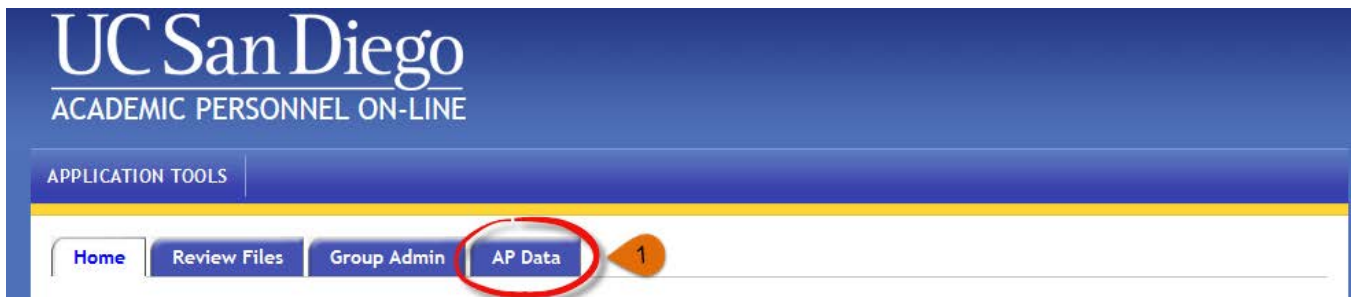 UC San Diego
ACADEMIC PERSONNEL ON-LINE
APPLICATION TOOLS
Home Review Files Group Admin AP Data 1